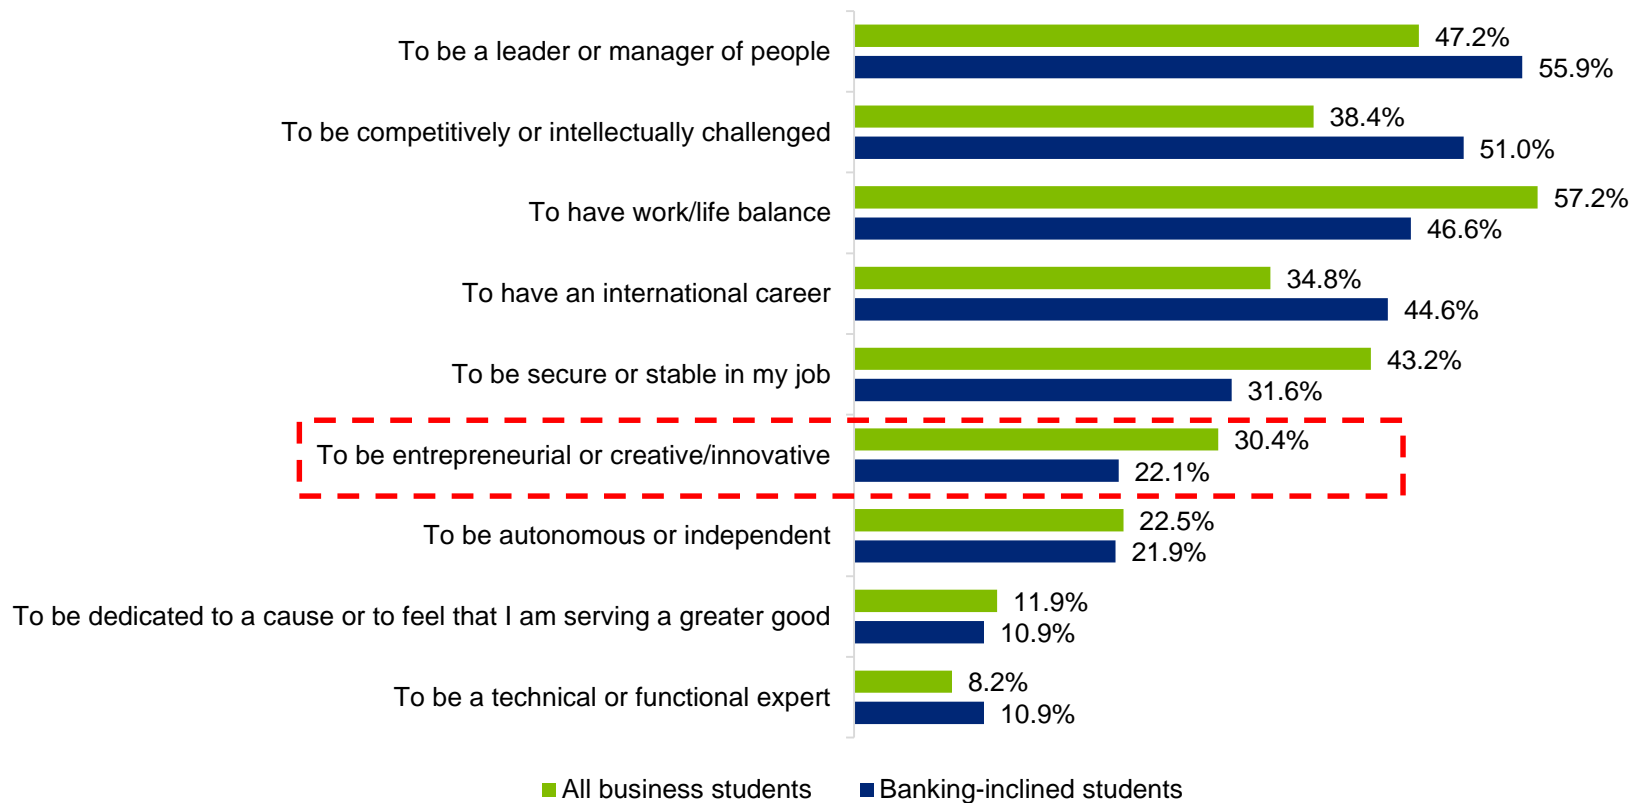 To be a leader or manager of people
47.2%
55.9%
To be competitively or intellectually challenged
38.4%
51.0%
To have work/life balance
57.2%
46.6%
To have an international career
34.8%
44.6%
To be secure or stable in my job
43.2%
31.6%
To be entrepreneurial or creative/innovative
30.4%
22.1%
To be autonomous or independent
22.5%
21.9%
To be dedicated to a cause or to feel that I am serving a greater good
11.9%
10.9%
To be a technical or functional expert
8.2%
10.9%
All business students
Banking-inclined students